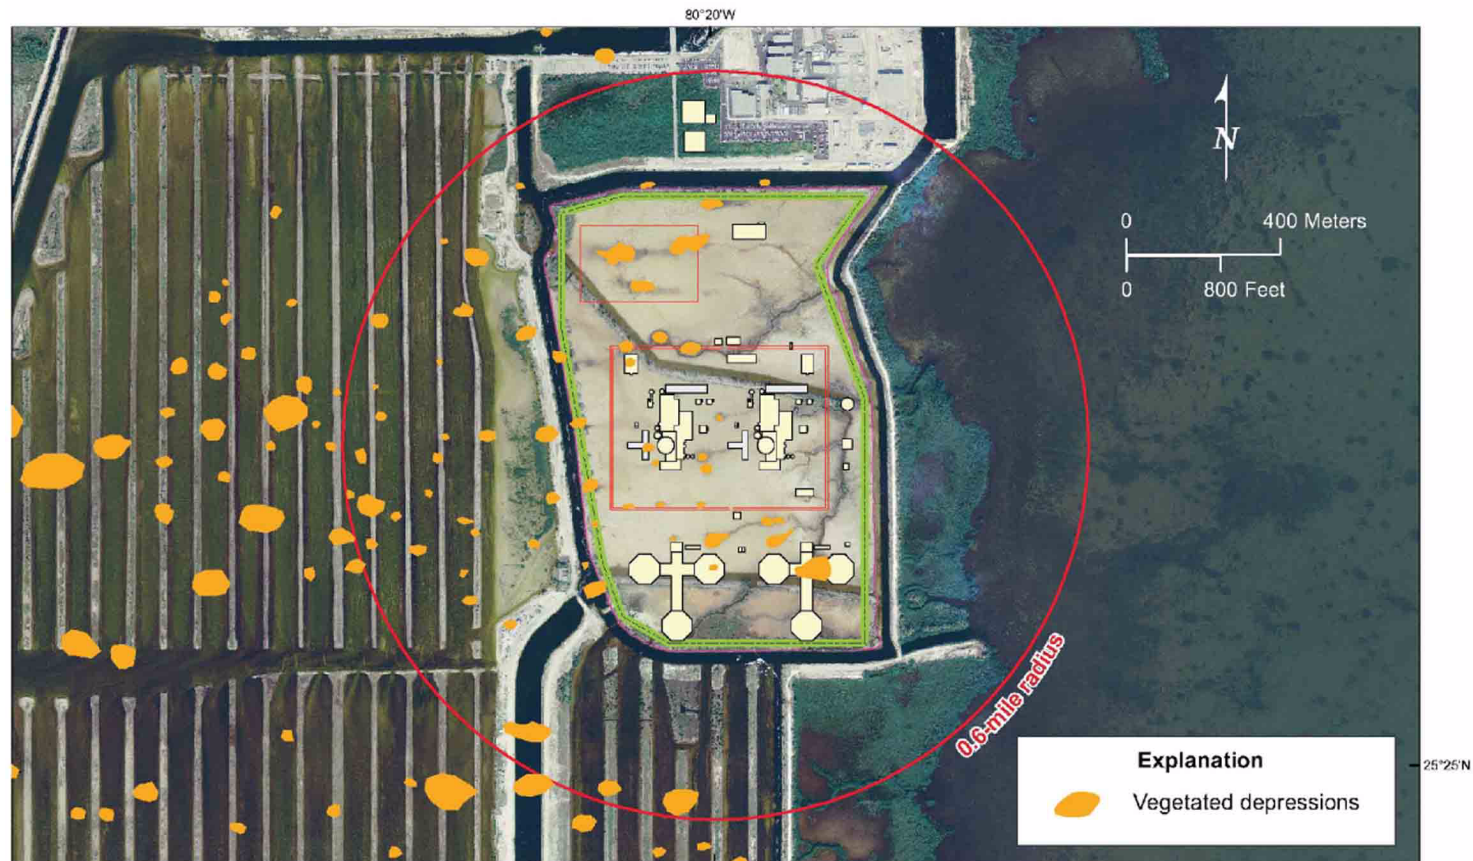 80°20'W
N
0 400 Meters
0 800 Feet
0.6-mile radius
Explanation
25°25'N
Vegetated depressions